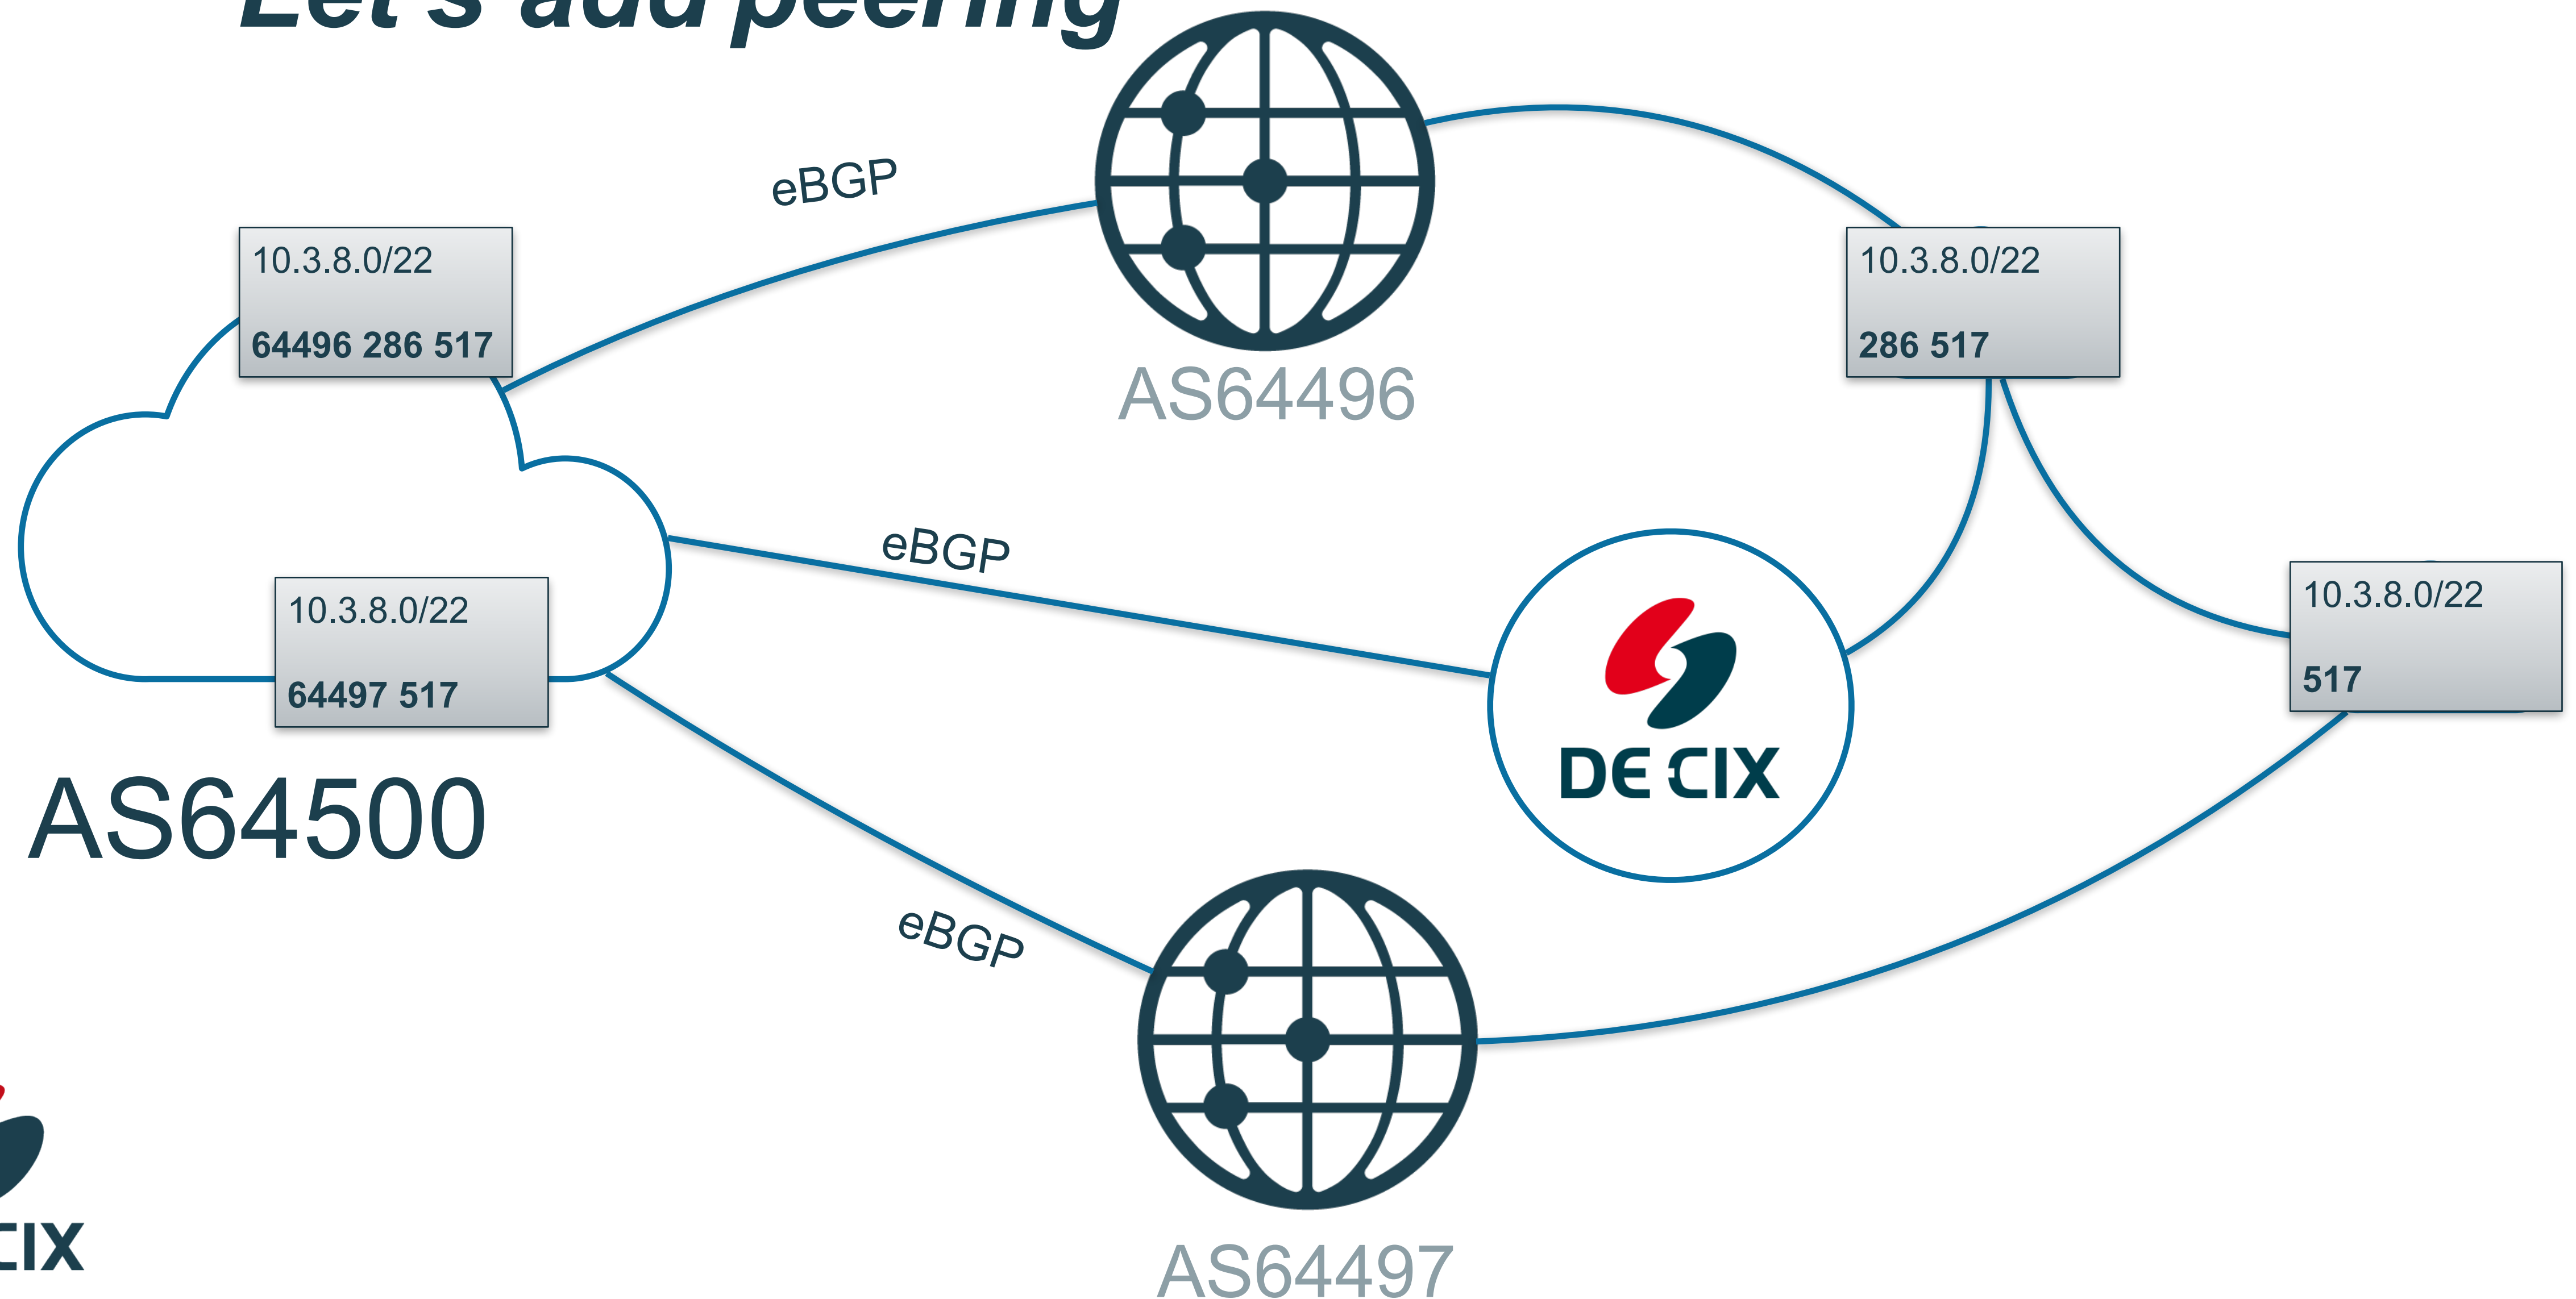 Let's add peering
eBGP
10.3.8.0/22
64496 286 517
AS64496
10.3.8.0/22
286 517
eBGP
10.3.8.0/22
64497 517
AS64500
DE CIX
10.3.8.0/22
517
eBGP
AS64497
CIX